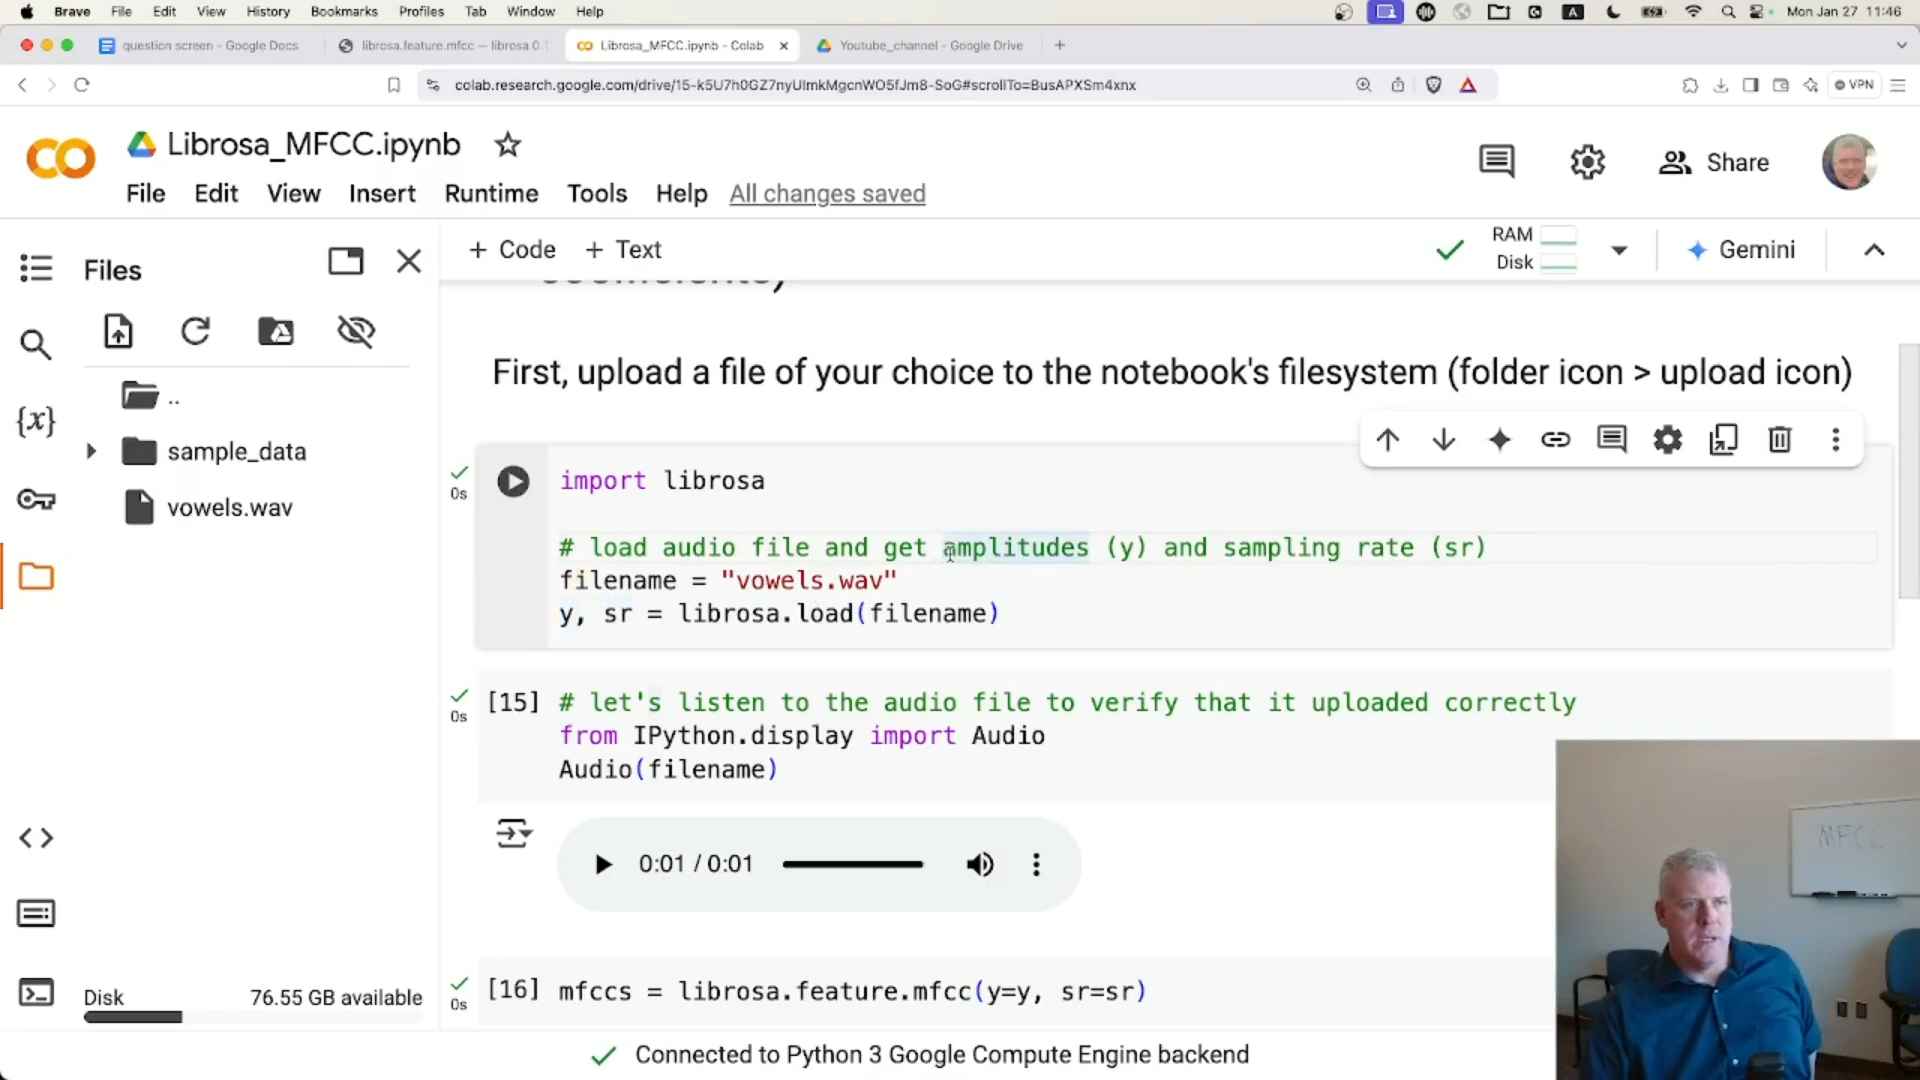 Brave File Edit View History Bookmarks Profiles Tab Window Help Mon Jan 27 11:46
question screen - Google Docs librosa.feature.mfcc — librosa 0.1 Librosa_MFCC.ipynb - Colab Youtube_channel - Google Drive
colab.research.google.com/drive/15-k5U7h0GZ7nyUlmkMgcnWO5fJm8-SoG#scrollTo=BusAPXSm4xnx VPN
Librosa_MFCC.ipynb
Share
File Edit View Insert Runtime Tools Help All changes saved
Files
+ Code + Text
RAM
Disk
Gemini
..
sample_data
vowels.wav
Disk 76.55 GB available
First, upload a file of your choice to the notebook's filesystem (folder icon > upload icon)
0s
import librosa
# load audio file and get amplitudes (y) and sampling rate (sr)
filename = "vowels.wav"
y, sr = librosa.load(filename)
0s
[15] # let's listen to the audio file to verify that it uploaded correctly
from IPython.display import Audio
Audio(filename)
0:01 / 0:01
0s
[16] mfccs = librosa.feature.mfcc(y=y, sr=sr)
MFCC
Connected to Python 3 Google Compute Engine backend